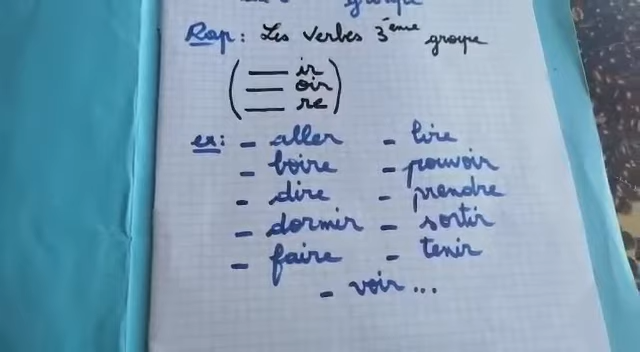 groupe
Rap: Les verbes 3ème groupe
( — ir
— oir
— re )
ex: - aller - lire
- boire - pouvoir
- dire - prendre
- dormir - sortir
- faire - tenir
- voir...